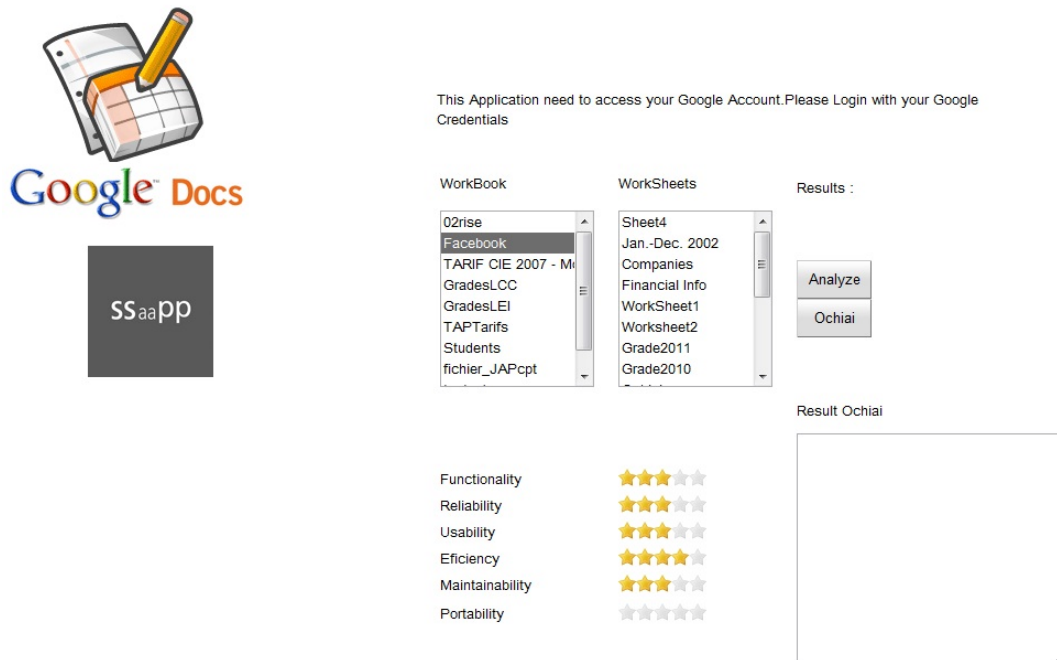 This Application need to access your Google Account.Please Login with your Google
Credentials
Google™ Docs
ssaapp
WorkBook
02rise
Facebook
TARIF CIE 2007 - Mo
GradesLCC
GradesLEI
TAPTarifs
Students
fichier_JAPcpt
WorkSheets
Sheet4
Jan.-Dec. 2002
Companies
Financial Info
WorkSheet1
Worksheet2
Grade2011
Grade2010
Results :
Analyze
Ochiai
Result Ochiai
Functionality
Reliability
Usability
Eficiency
Maintainability
Portability